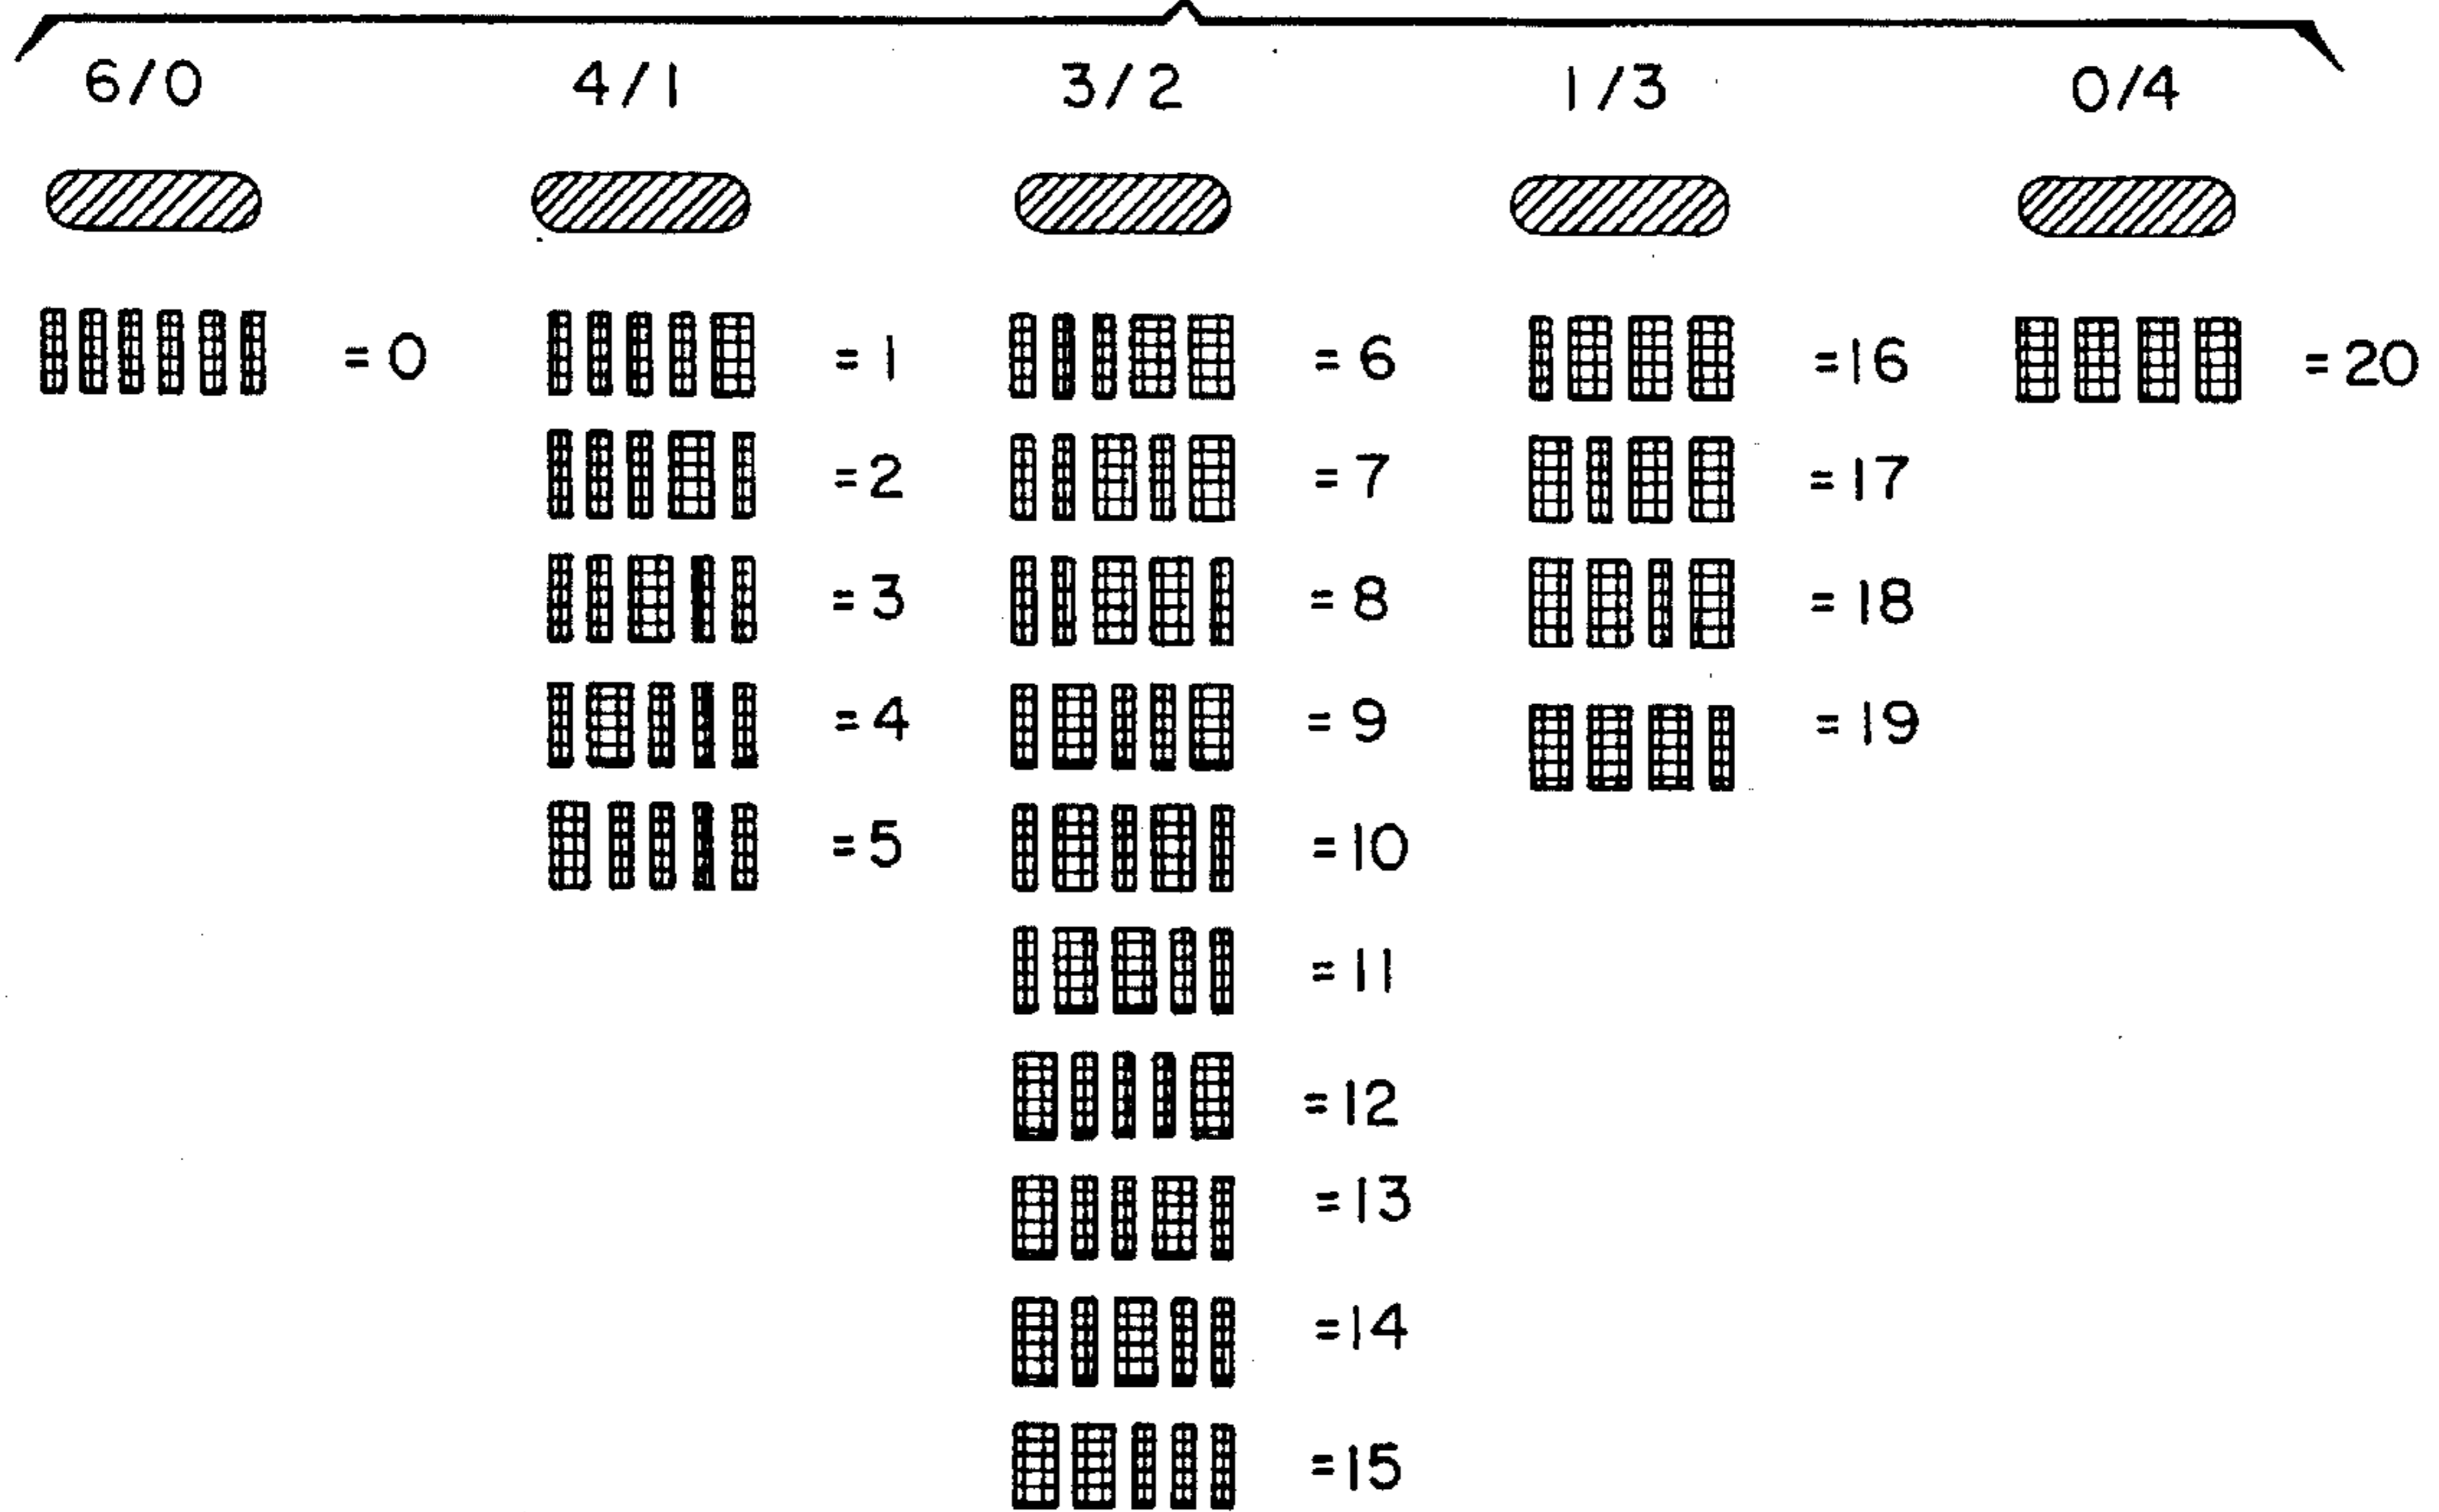 6/0 4/1 3/2 1/3 0/4
=0 =1 =6 =16 =20
=2 =7 =17
=3 =8 =18
=4 =9 =19
=5 =10
=11
=12
=13
=14
=15